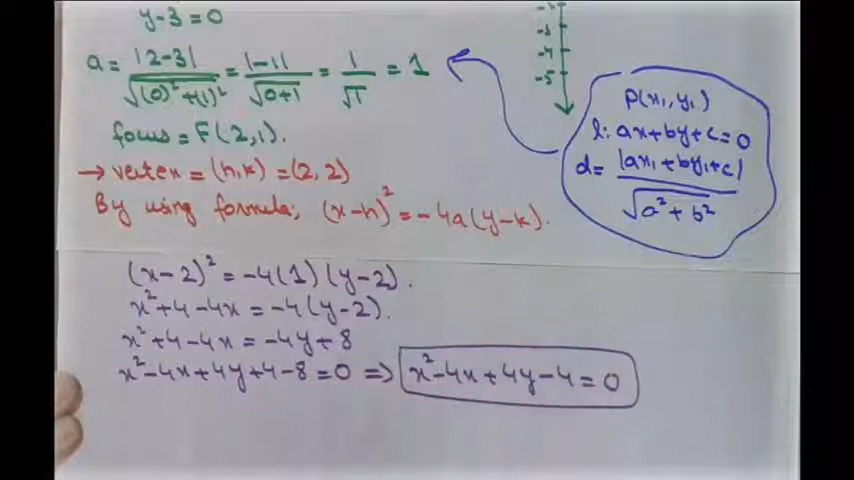 y-3=0
a = |2-3| / √((0)²+(1)²) = |-1| / √(0+1) = 1/√1 = 1
focus = F(2,1).
→ vertex = (h,k) = (2,2)
By using formula; (x-h)² = -4a(y-k).
(x-2)² = -4(1)(y-2).
x²+4-4x = -4(y-2).
x²+4-4x = -4y+8
x²-4x+4y+4-8=0 => x²-4x+4y-4=0
-3
-4
-5
P(x₁,y₁)
l: ax+by+c=0
d = |ax₁+by₁+c| / √(a²+b²)